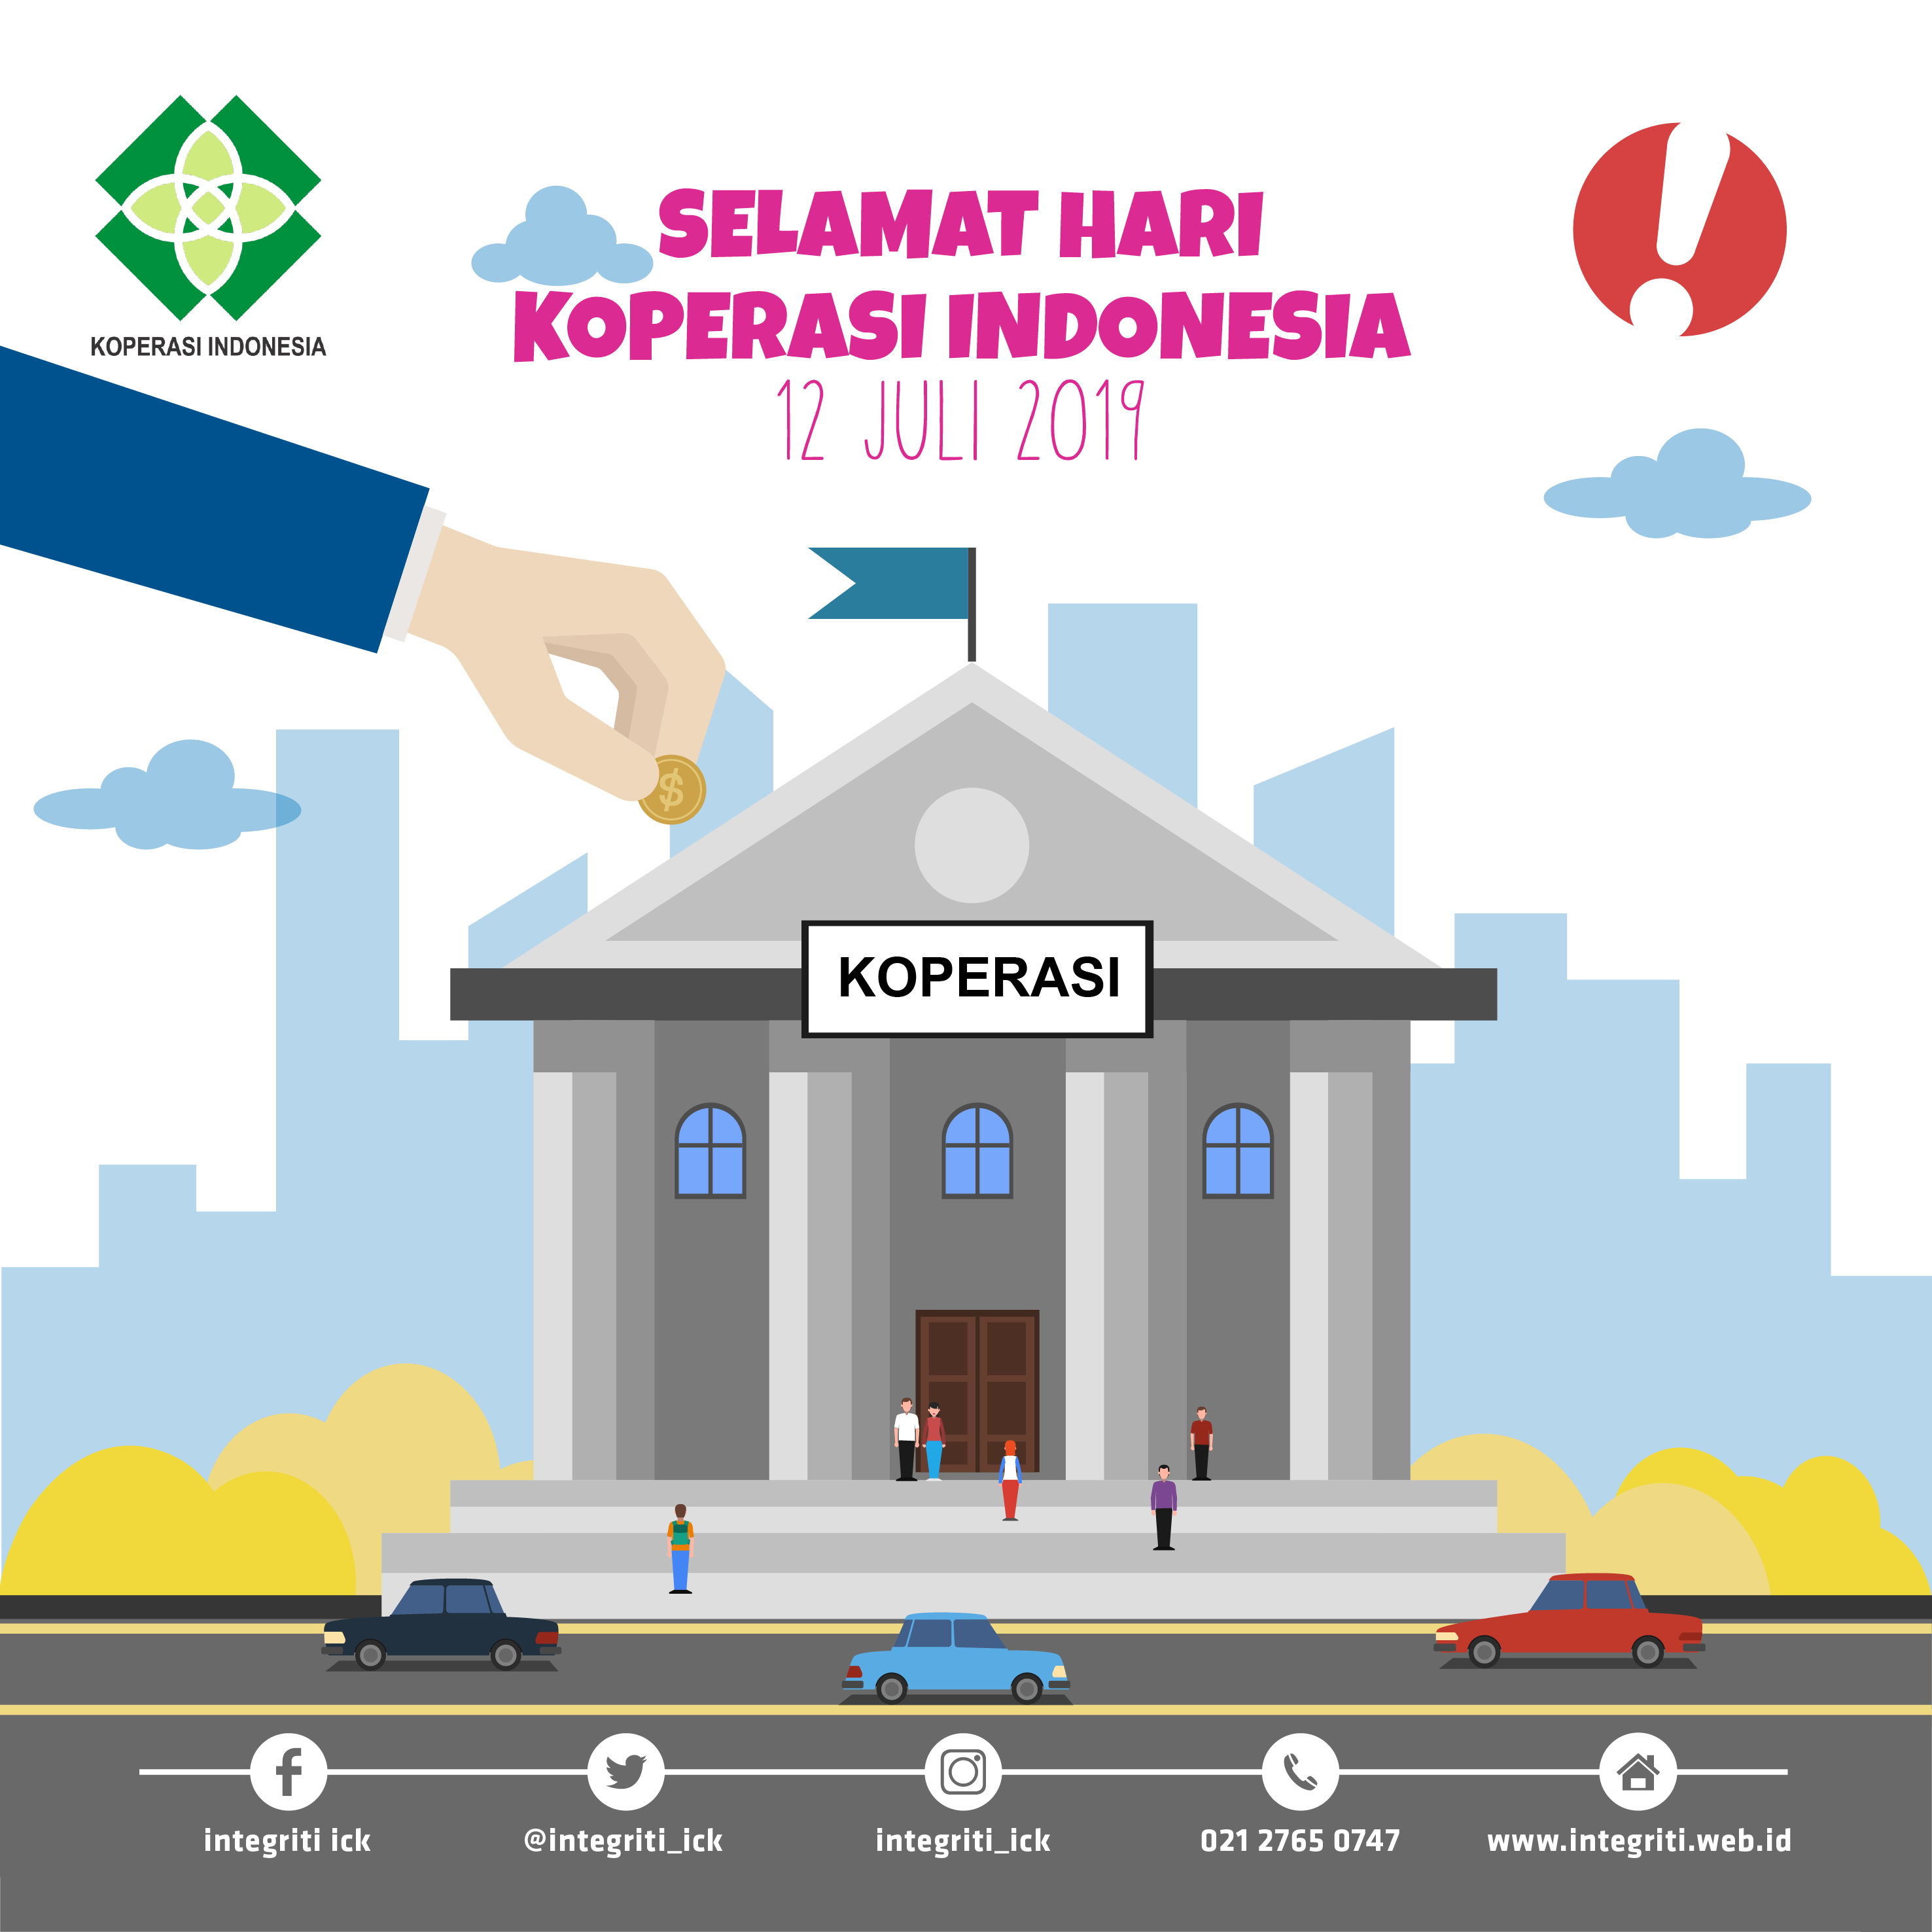 SELAMAT HARI
KOPERASI INDONESIA
12 JULI 2019
KOPERASI INDONESIA
$
KOPERASI
integriti ick
@integriti_ick
integriti_ick
021 2765 0747
www.integriti.web.id